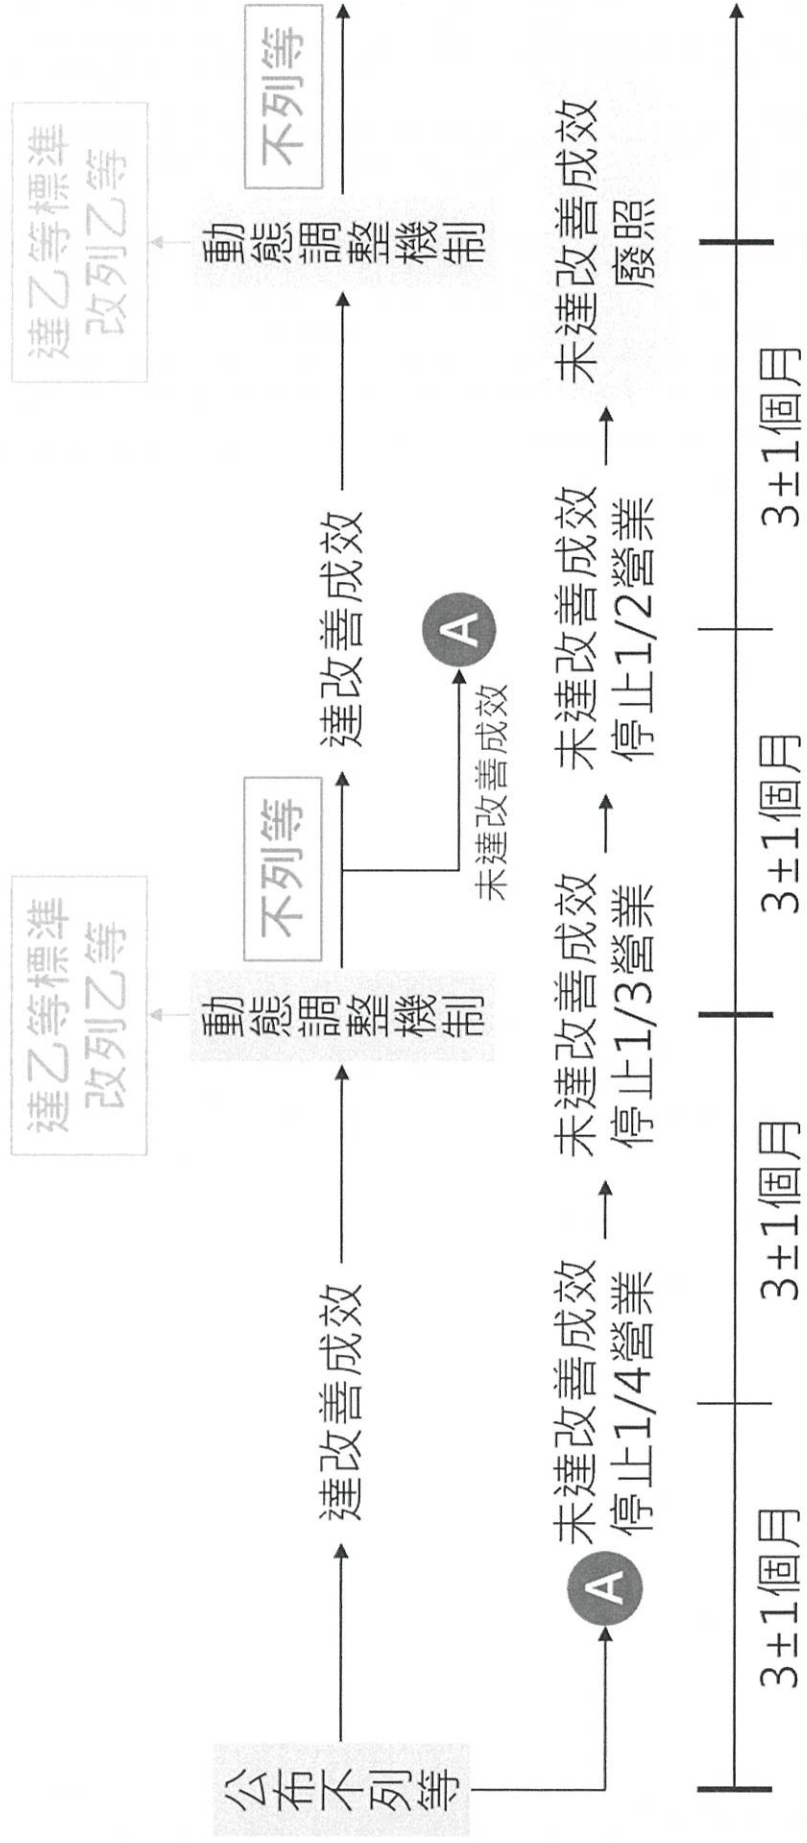 公布不列等
達改善成效
動態調整機制
達乙等標準
改列乙等
不列等
達改善成效
未達改善成效
A
動態調整機制
達乙等標準
改列乙等
不列等
A
未達改善成效
停止1/4營業
未達改善成效
停止1/3營業
未達改善成效
停止1/2營業
未達改善成效
廢照
3±1個月
3±1個月
3±1個月
3±1個月